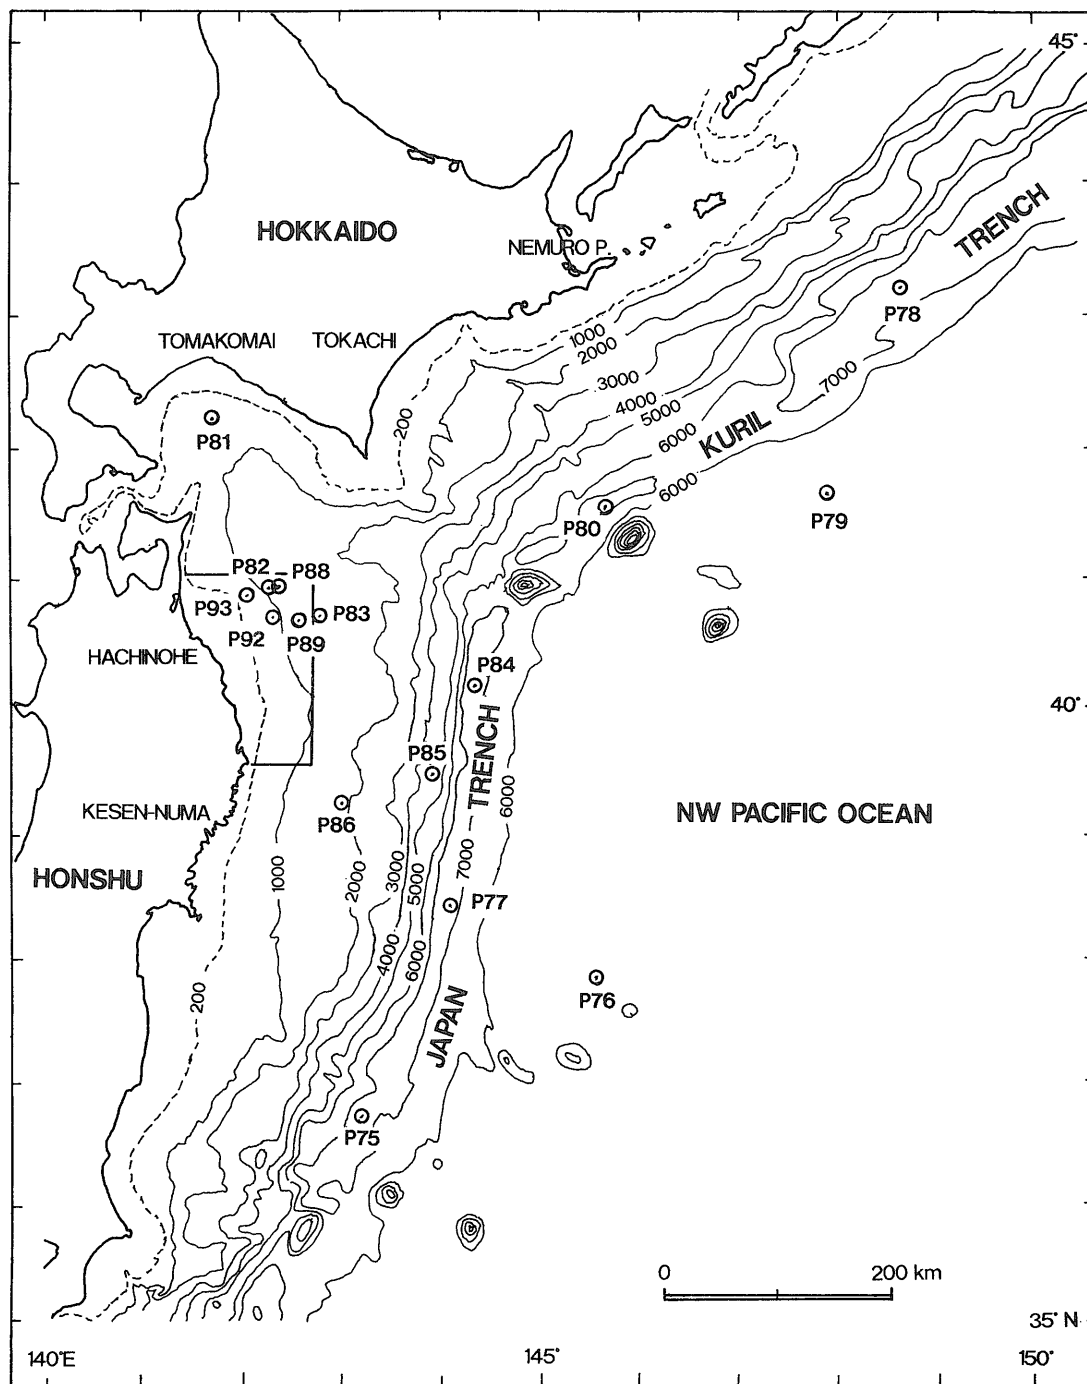 45°
TRENCH
HOKKAIDO
NEMURO P.
P78
TOMAKOMAI
TOKACHI
1000
2000
3000
7000
4000
5000
200
P81
6000
KURIL
6000
P80
P79
P82
P88
P93
P83
P92
P89
HACHINOHE
P84
40°
P85
TRENCH
6000
KESEN-NUMA
P86
NW PACIFIC OCEAN
HONSHU
1000
2000
3000
5000
7000
P77
4000
6000
200
P76
JAPAN
P75
0
200 km
35° N
140°E
145°
150°